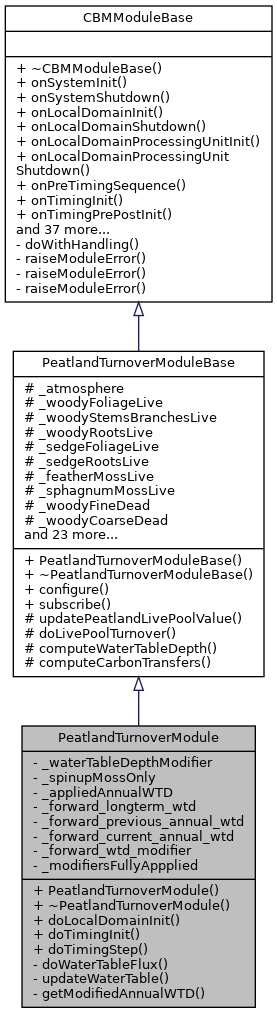 CBMModuleBase
+ ~CBMModuleBase()
+ onSystemInit()
+ onSystemShutdown()
+ onLocalDomainInit()
+ onLocalDomainShutdown()
+ onLocalDomainProcessingUnitInit()
+ onLocalDomainProcessingUnit
Shutdown()
+ onPreTimingSequence()
+ onTimingInit()
+ onTimingPrePostInit()
and 37 more...
- doWithHandling()
- raiseModuleError()
- raiseModuleError()
- raiseModuleError()
PeatlandTurnoverModuleBase
# _atmosphere
# _woodyFoliageLive
# _woodyStemsBranchesLive
# _woodyRootsLive
# _sedgeFoliageLive
# _sedgeRootsLive
# _featherMossLive
# _sphagnumMossLive
# _woodyFineDead
# _woodyCoarseDead
and 23 more...
+ PeatlandTurnoverModuleBase()
+ ~PeatlandTurnoverModuleBase()
+ configure()
+ subscribe()
# updatePeatlandLivePoolValue()
# doLivePoolTurnover()
# computeWaterTableDepth()
# computeCarbonTransfers()
PeatlandTurnoverModule
- _waterTableDepthModifier
- _spinupMossOnly
- _appliedAnnualWTD
- _forward_longterm_wtd
- _forward_previous_annual_wtd
- _forward_current_annual_wtd
- _forward_wtd_modifier
- _modifiersFullyAppplied
+ PeatlandTurnoverModule()
+ ~PeatlandTurnoverModule()
+ doLocalDomainInit()
+ doTimingInit()
+ doTimingStep()
- doWaterTableFlux()
- updateWaterTable()
- getModifiedAnnualWTD()